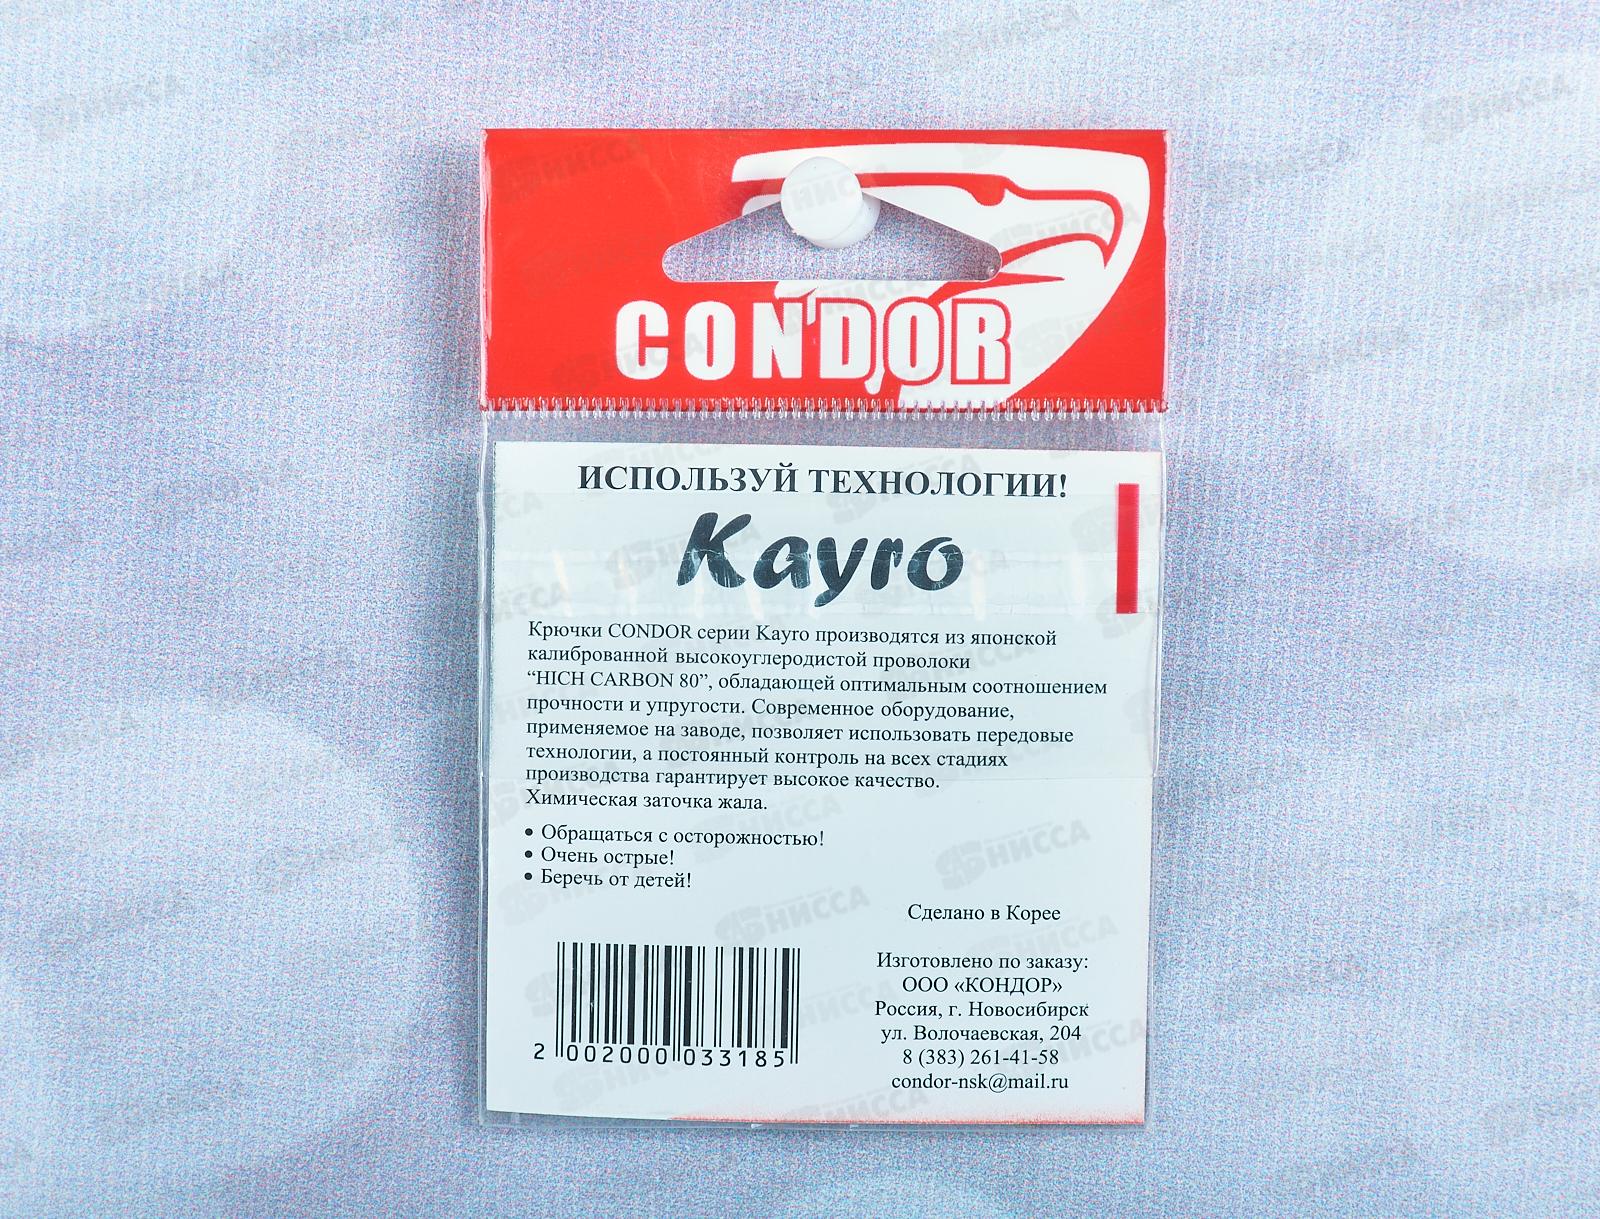 CONDOR
ИСПОЛЬЗУЙ ТЕХНОЛОГИИ!
Kayro
Крючки CONDOR серии Kayro производятся из японской
калиброванной высокоуглеродистой проволоки
“HICH CARBON 80”, обладающей оптимальным соотношением
прочности и упругости. Современное оборудование,
применяемое на заводе, позволяет использовать передовые
технологии, а постоянный контроль на всех стадиях
производства гарантирует высокое качество.
Химическая заточка жала.
• Обращаться с осторожностью!
• Очень острые!
• Беречь от детей!
Сделано в Корее
Изготовлено по заказу:
ООО «КОНДОР»
Россия, г. Новосибирск
ул. Волочаевская, 204
8 (383) 261-41-58
condor-nsk@mail.ru
2 002000 033185
НИССА